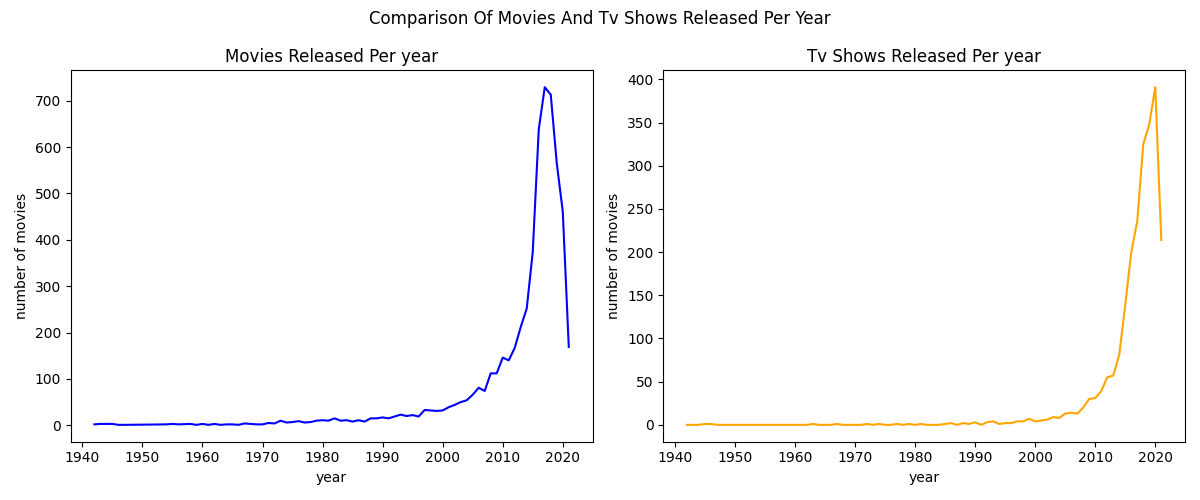 Comparison Of Movies And Tv Shows Released Per Year
Movies Released Per year
number of movies
700
600
500
400
300
200
100
0
1940 1950 1960 1970 1980 1990 2000 2010 2020
year
Tv Shows Released Per year
number of movies
400
350
300
250
200
150
100
50
0
1940 1950 1960 1970 1980 1990 2000 2010 2020
year